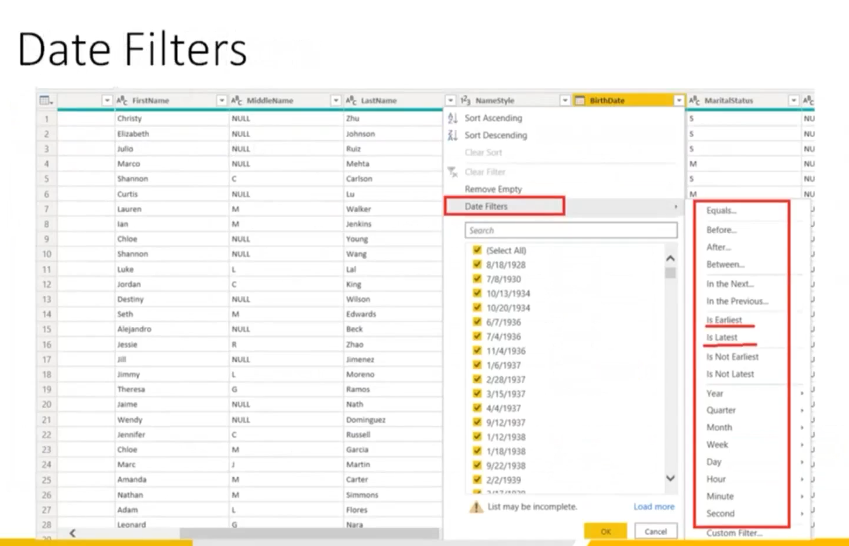 Date Filters
FirstName MiddleName LastName NameStyle BirthDate MaritalStatus
1 Christy NULL Zhu Sort Ascending S NU
2 Elizabeth NULL Johnson Sort Descending S NU
3 Julio NULL Ruiz Clear Sort S NU
4 Marco NULL Mehta Clear Filter M NU
5 Shannon C Carlson Remove Empty S NU
6 Curtis NULL Lu Date Filters M NU
7 Lauren M Walker Equals...
8 Ian M Jenkins Search Before...
9 Chloe NULL Young (Select All) After...
10 Shannon NULL Wang 8/18/1928 Between...
11 Luke L Lal 7/8/1930 In the Next...
12 Jordan C King 10/13/1934 In the Previous...
13 Destiny NULL Wilson 10/20/1934 Is Earliest
14 Seth M Edwards 6/7/1936 Is Latest
15 Alejandro NULL Beck 7/4/1936 Is Not Earliest
16 Jessie R Zhao 11/4/1936 Is Not Latest
17 Jill NULL Jimenez 1/6/1937 Year
18 Jimmy L Moreno 2/28/1937 Quarter
19 Theresa G Ramos 3/15/1937 Month
20 Jaime NULL Nath 4/4/1937 Week
21 Wendy NULL Dominguez 9/12/1937 Day
22 Jennifer C Russell 1/12/1938 Hour
23 Chloe M Garcia 1/18/1938 Minute
24 Marc J Martin 9/22/1938 Second
25 Amanda M Carter 2/2/1939 Custom Filter...
26 Nathan M Simmons List may be incomplete. Load more
27 Adam L Flores OK Cancel
28 Leonard G Nara